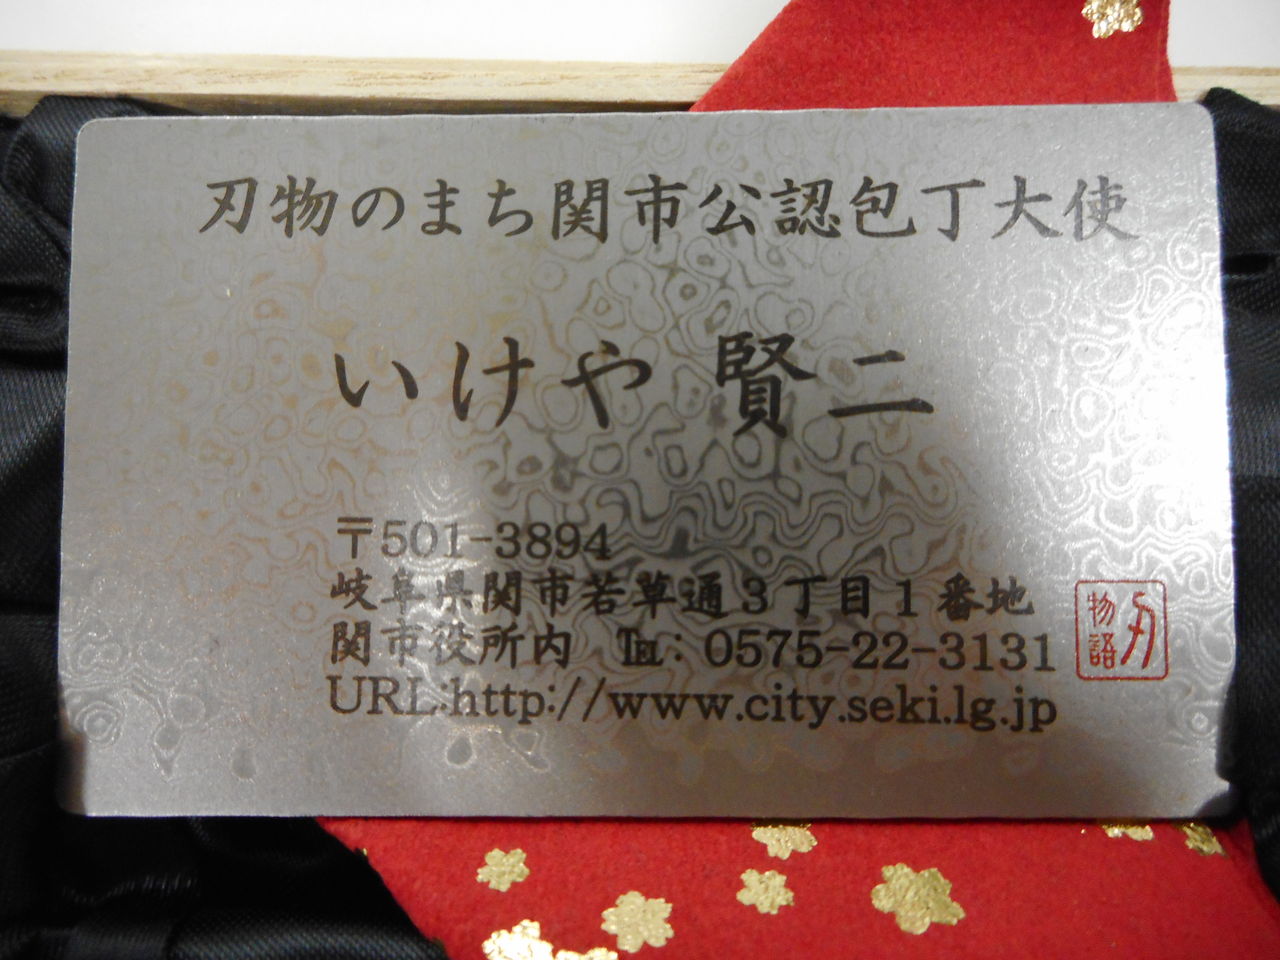 刃物のまち関市公認包丁大使
いけや 賢二
〒501-3894
岐阜県関市若草通３丁目１番地
関市役所内　℡：0575-22-3131
URL:http://www.city.seki.lg.jp
刃
物語